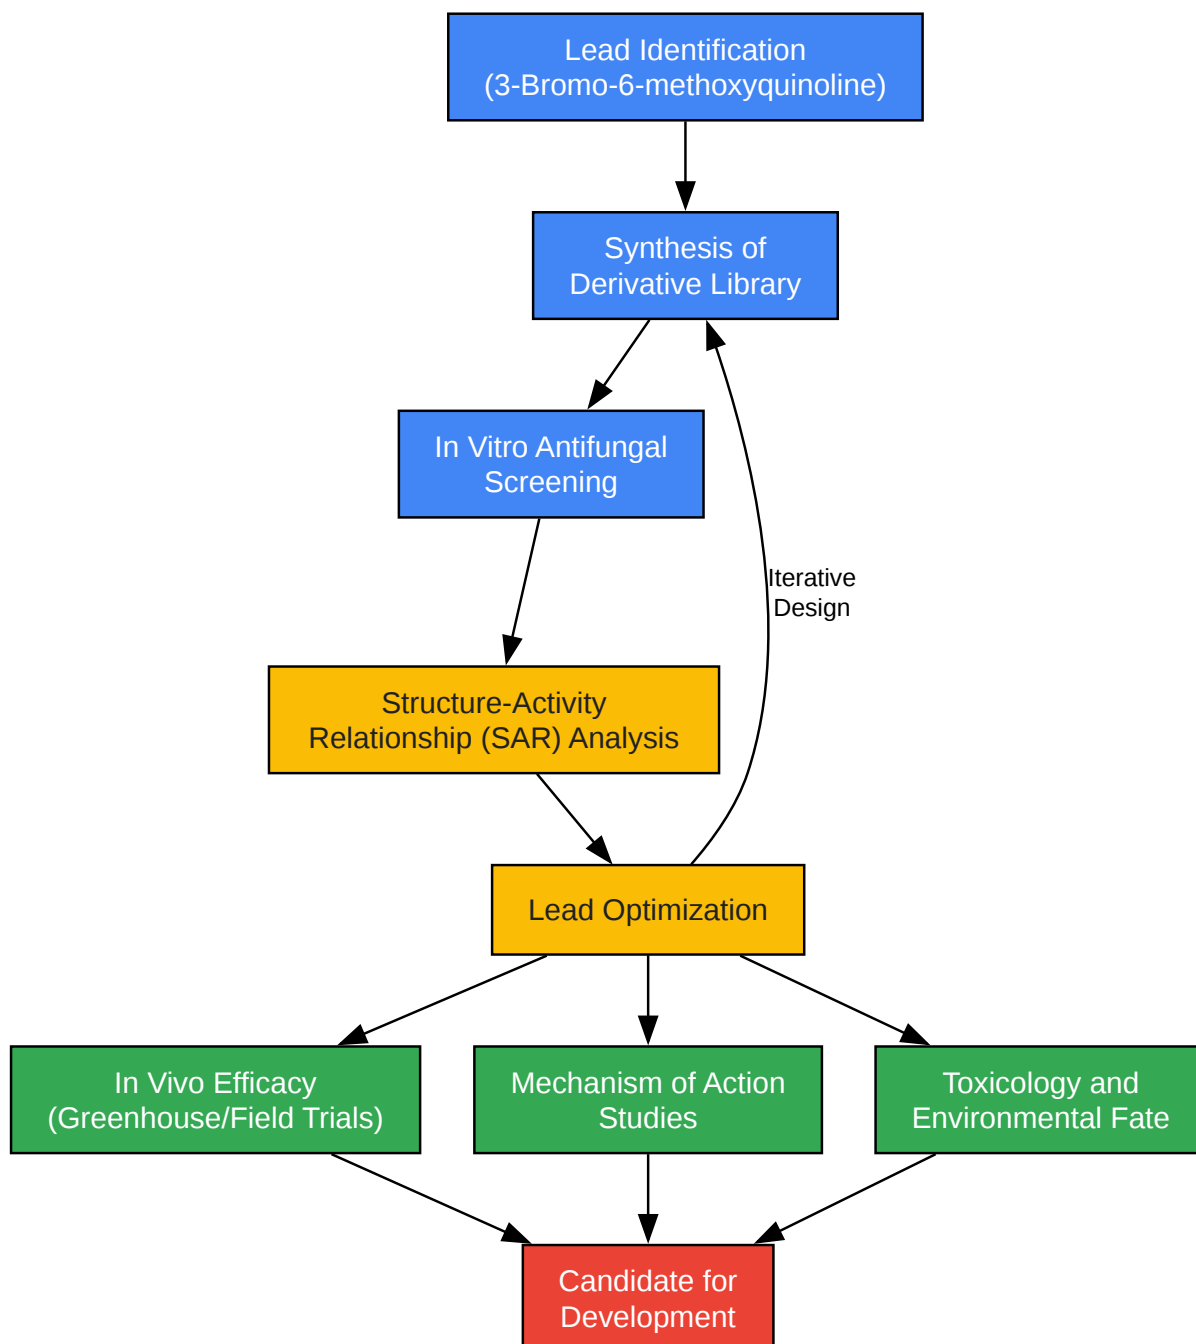 Lead Identification
(3-Bromo-6-methoxyquinoline)
Synthesis of
Derivative Library
In Vitro Antifungal
Screening
Iterative
Design
Structure-Activity
Relationship (SAR) Analysis
Lead Optimization
In Vivo Efficacy
(Greenhouse/Field Trials)
Mechanism of Action
Studies
Toxicology and
Environmental Fate
Candidate for
Development